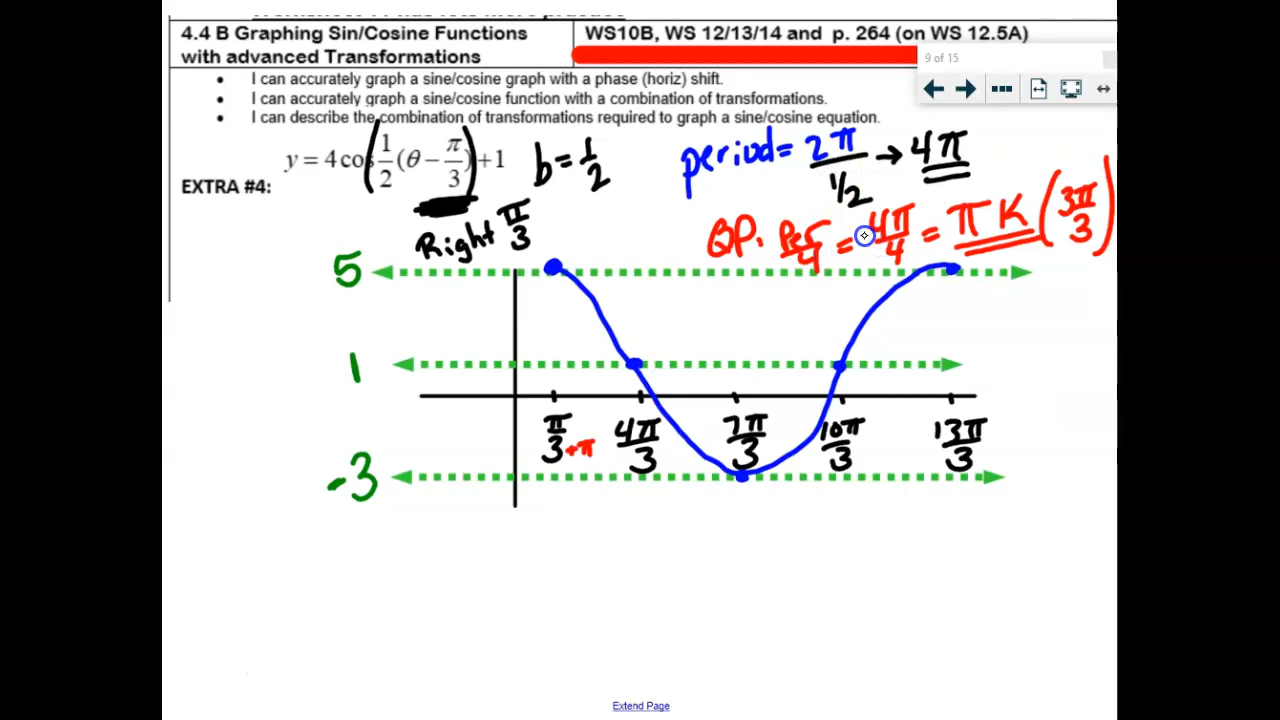 4.4 B Graphing Sin/Cosine Functions with advanced Transformations
WS10B, WS 12/13/14 and p. 264 (on WS 12.5A)
9 of 15
• I can accurately graph a sine/cosine graph with a phase (horiz) shift.
• I can accurately graph a sine/cosine function with a combination of transformations.
• I can describe the combination of transformations required to graph a sine/cosine equation.
EXTRA #4:
y = 4cos(1/2(θ − π/3)) + 1
b = 1/2
period = 2π / 1/2 → 4π
Right π/3
QP: Per/4 = 4π/4 = π K (3π/3)
5
1
-3
π/3 +π 4π/3 7π/3 10π/3 13π/3
Extend Page